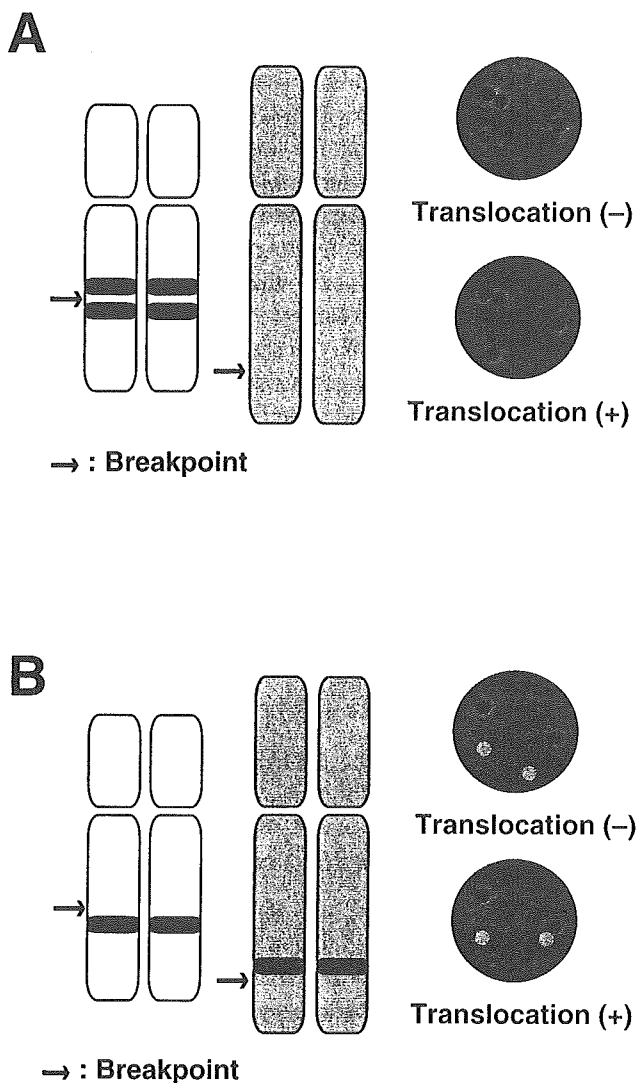 A
Translocation (–)
Translocation (+)
→ : Breakpoint
B
Translocation (–)
Translocation (+)
→ : Breakpoint